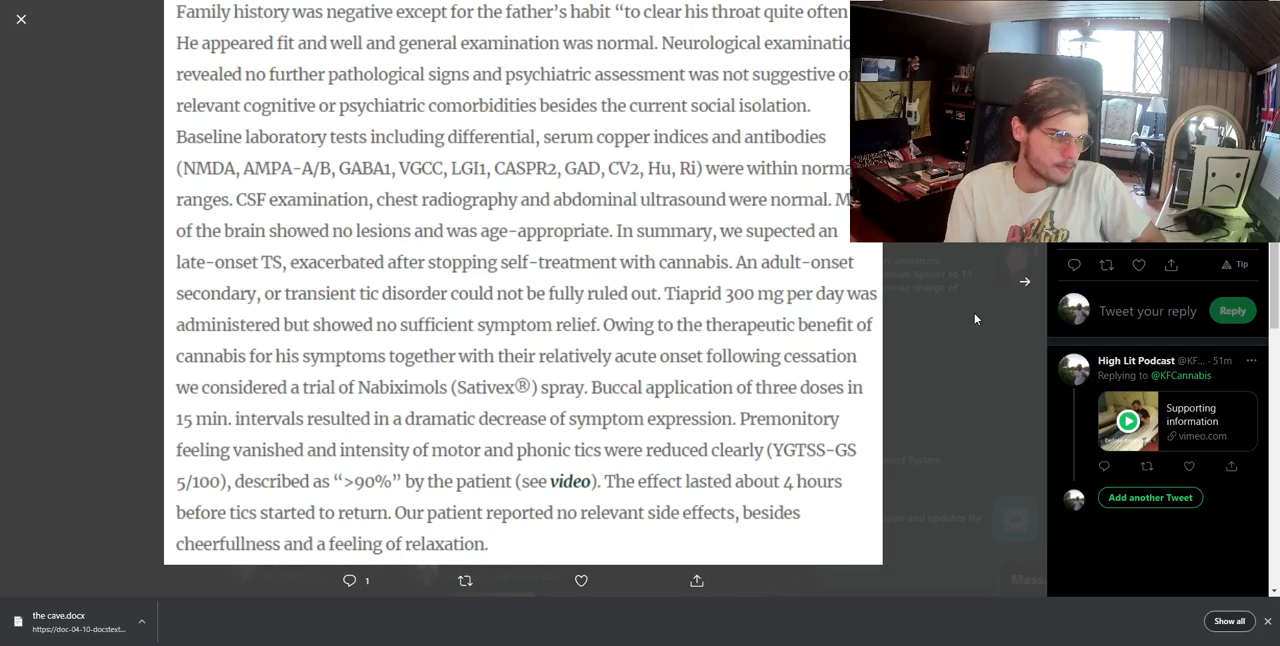 Family history was negative except for the father's habit "to clear his throat quite often
He appeared fit and well and general examination was normal. Neurological
revealed no further pathological signs and psychiatric assessment was not suggestive
relevant cognitive or psychiatric comorbidities besides the current social isolation.
Baseline laboratory tests including differential, serum copper indices and antibodies
(NMDA, AMPA-A/B, GABA1, VGCC, LGI1, CASPR2, GAD, CV2, Hu, Ri) were within
ranges. CSF examination, chest radiography and abdominal ultrasound were normal.
of the brain showed no lesions and was age-appropriate. In summary, we supected an
late-onset TS, exacerbated after stopping self-treatment with cannabis. An adult-onset
secondary, or transient tic disorder could not be fully ruled out. Tiaprid 300 mg per day was
administered but showed no sufficient symptom relief. Owing to the therapeutic benefit of
cannabis for his symptoms together with their relatively acute onset following cessation
we considered a trial of Nabiximols (Sativex®) spray. Buccal application of three doses in
15 min. intervals resulted in a dramatic decrease of symptom expression. Premonitory
feeling vanished and intensity of motor and phonic tics were reduced clearly (YGTSS-GS
5/100), described as ">90%" by the patient (see video). The effect lasted about 4 hours
before tics started to return. Our patient reported no relevant side effects, besides
cheerfullness and a feeling of relaxation.
1
Tip
Tweet your reply
Reply
High Lit Podcast @KF... · 51m
Replying to @KFCannabis
Supporting
information
vimeo.com
Add another Tweet
the cave.docx
https://doc-04-10-docstext...
Show all